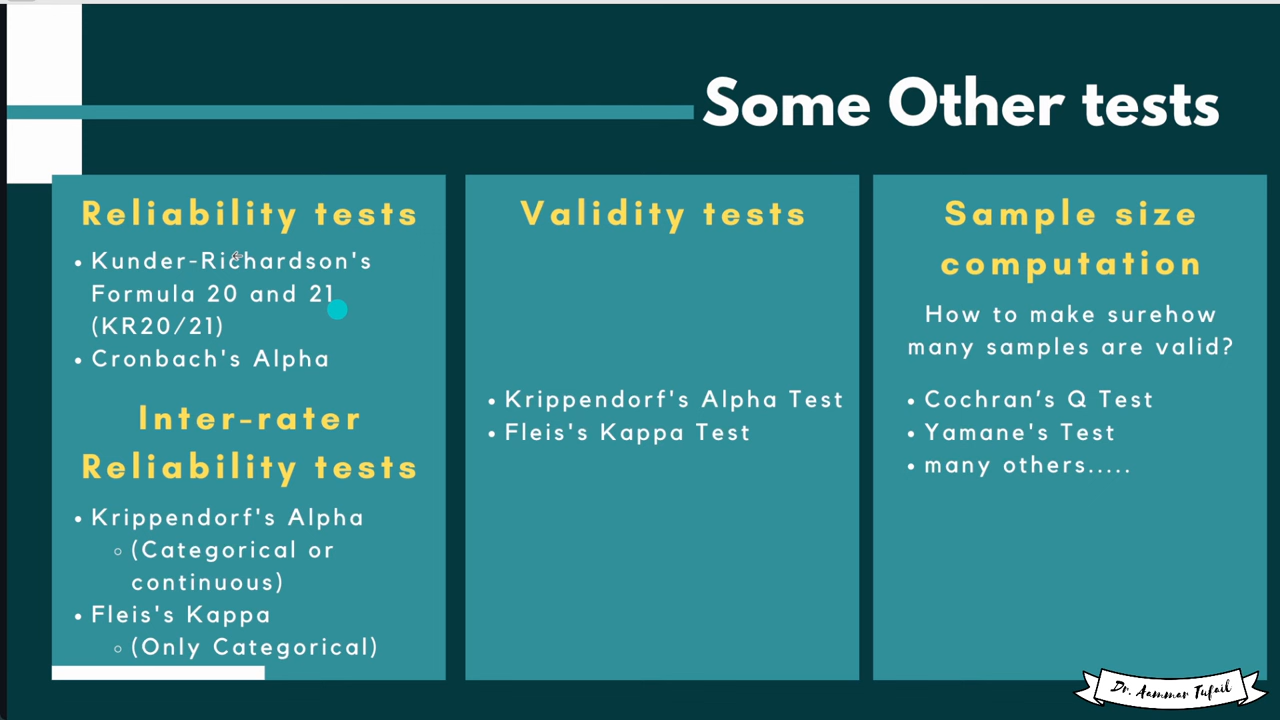 Some Other tests
Reliability tests
• Kunder-Richardson's
Formula 20 and 21
(KR20/21)
• Cronbach's Alpha
Inter-rater
Reliability tests
• Krippendorf's Alpha
◦ (Categorical or
continuous)
• Fleis's Kappa
◦ (Only Categorical)
Validity tests
• Krippendorf's Alpha Test
• Fleis's Kappa Test
Sample size
computation
How to make surehow
many samples are valid?
• Cochran’s Q Test
• Yamane's Test
• many others.....
Dr. Aammar Tufail